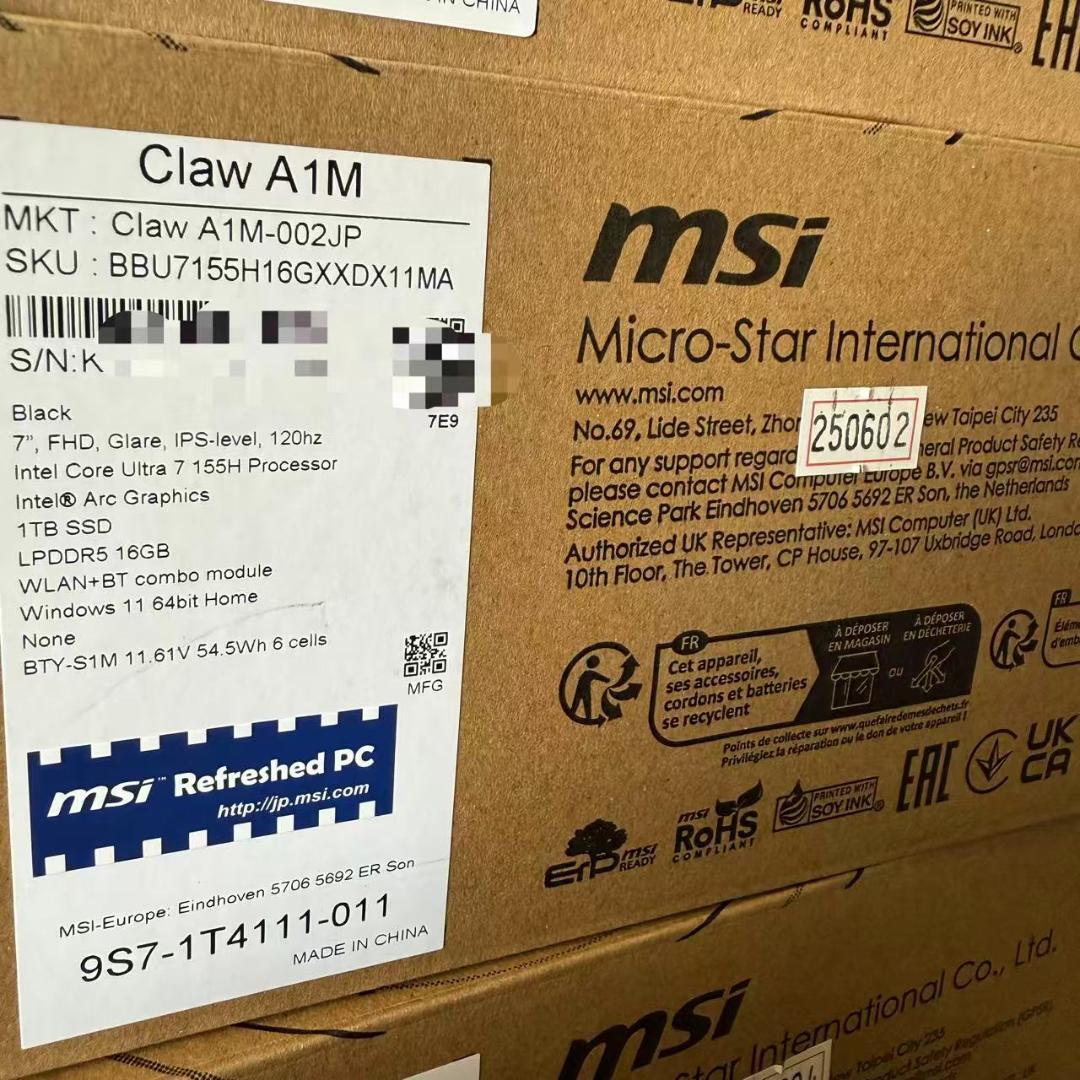 IN CHINA
READY
RoHS
COMPLIANT
PRINTED WITH
SOY INK
Claw A1M
MKT : Claw A1M-002JP
SKU : BBU7155H16GXXDX11MA
S/N:K
7E9
Black
7”, FHD, Glare, IPS-level, 120hz
Intel Core Ultra 7 155H Processor
Intel® Arc Graphics
1TB SSD
LPDDR5 16GB
WLAN+BT combo module
Windows 11 64bit Home
None
BTY-S1M 11.61V 54.5Wh 6 cells
MFG
msi™ Refreshed PC
http://jp.msi.com
MSI-Europe: Eindhoven 5706 5692 ER Son
9S7-1T4111-011
MADE IN CHINA
msi
Micro-Star International
www.msi.com
No.69, Lide Street, New Taipei City 235
250602
For any support regard General Product Safety
please contact MSI Computer Europe B.V. via gpsr@msi.com
Science Park Eindhoven 5706 5692 ER Son, the Netherlands
Authorized UK Representative: MSI Computer (UK) Ltd.
10th Floor, The Tower, CP House, 97-107 Uxbridge Road,
FR
Cet appareil,
ses accessoires,
cordons et batteries
se recyclent
À DÉPOSER
EN MAGASIN
OU
À DÉPOSER
EN DÉCHÈTERIE
FR
Points de collecte sur www.quefairedemesdechets.fr
Privilégiez la réparation ou le don de votre appareil !
ErP msi
READY
msi
RoHS
COMPLIANT
PRINTED WITH
SOY INK®
EAC
UK
CA
msi
Star International Co., Ltd.
Taipei City 235